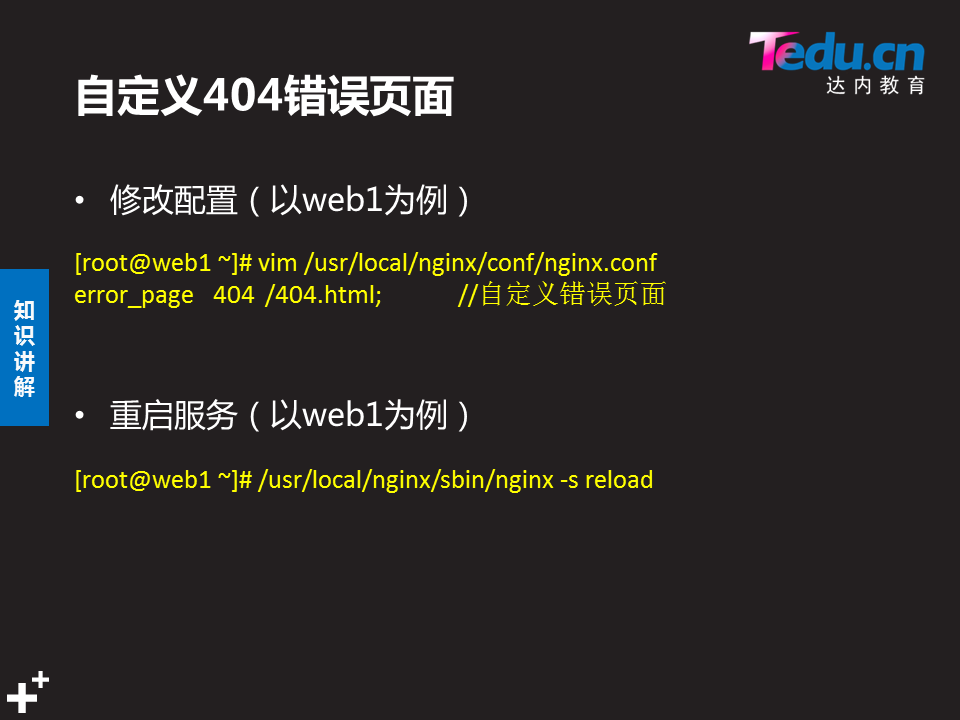 Tedu.cn
达内教育
自定义404错误页面
• 修改配置（以web1为例）
[root@web1 ~]# vim /usr/local/nginx/conf/nginx.conf
error_page   404  /404.html;            //自定义错误页面
知识讲解
• 重启服务（以web1为例）
[root@web1 ~]# /usr/local/nginx/sbin/nginx -s reload